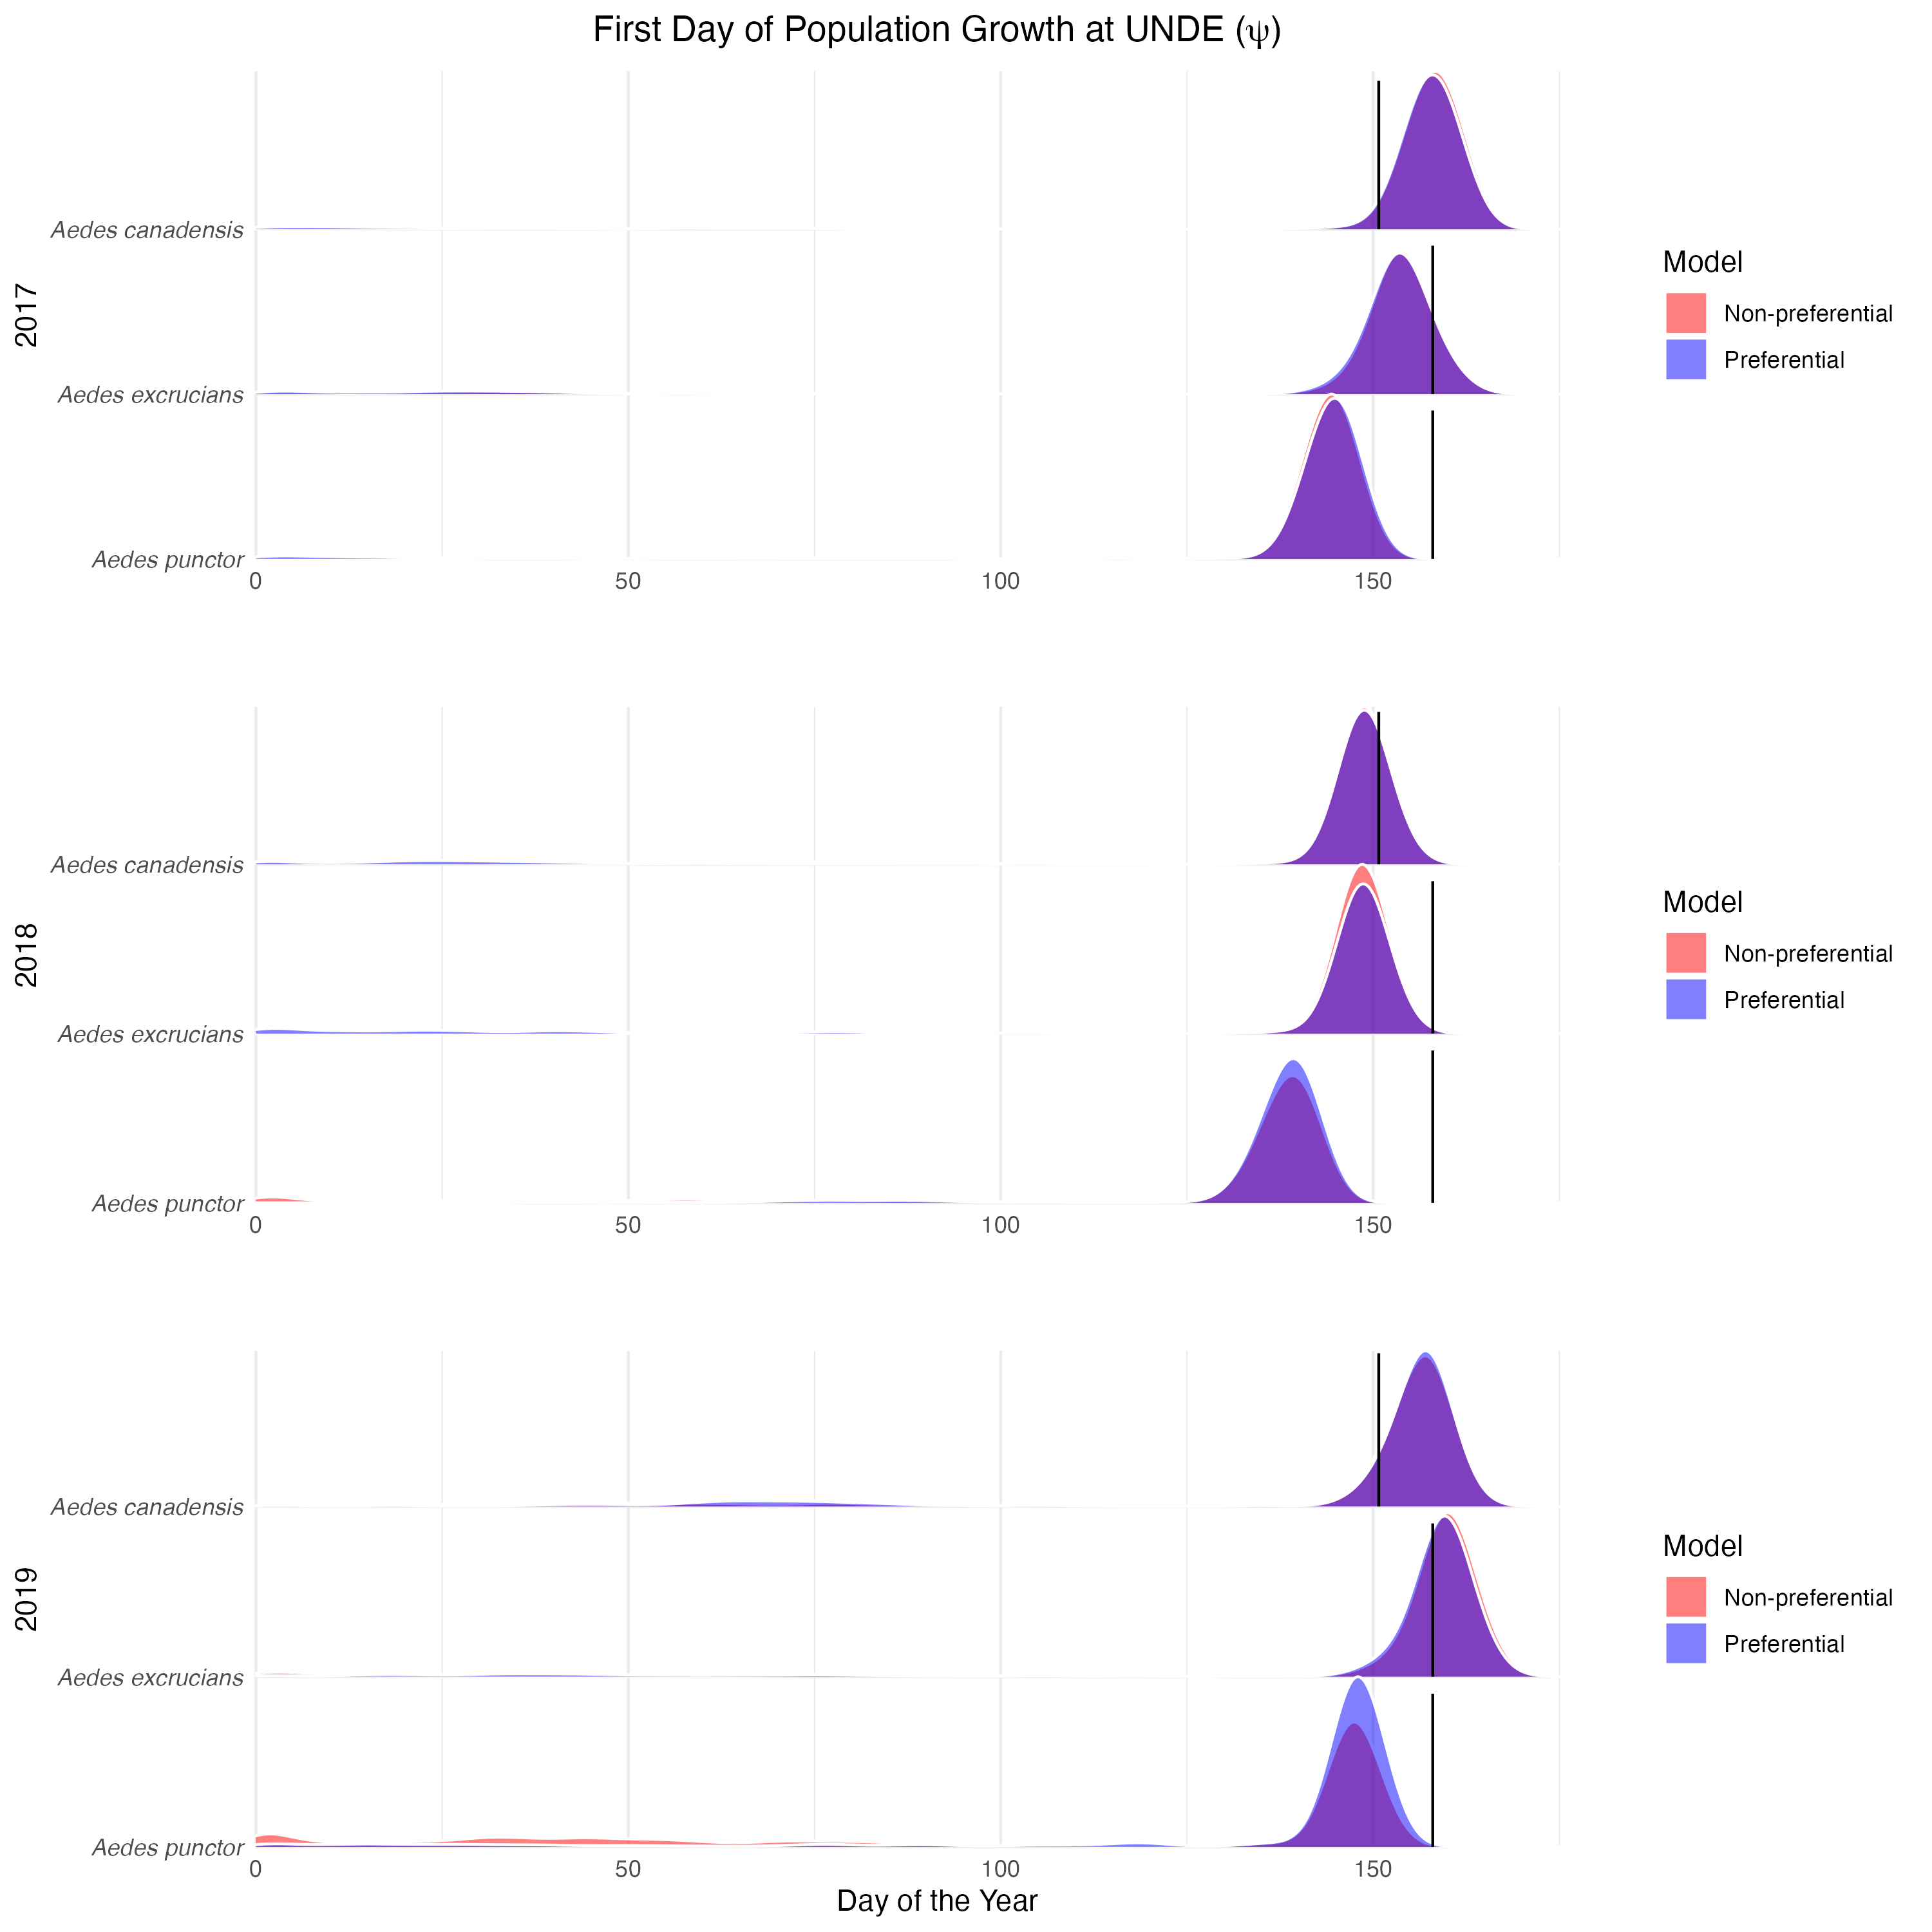 First Day of Population Growth at UNDE (ψ)
2017
Aedes canadensis
Aedes excrucians
Aedes punctor
0 50 100 150
Model
Non-preferential
Preferential
2018
Aedes canadensis
Aedes excrucians
Aedes punctor
0 50 100 150
Model
Non-preferential
Preferential
2019
Aedes canadensis
Aedes excrucians
Aedes punctor
0 50 100 150
Day of the Year
Model
Non-preferential
Preferential